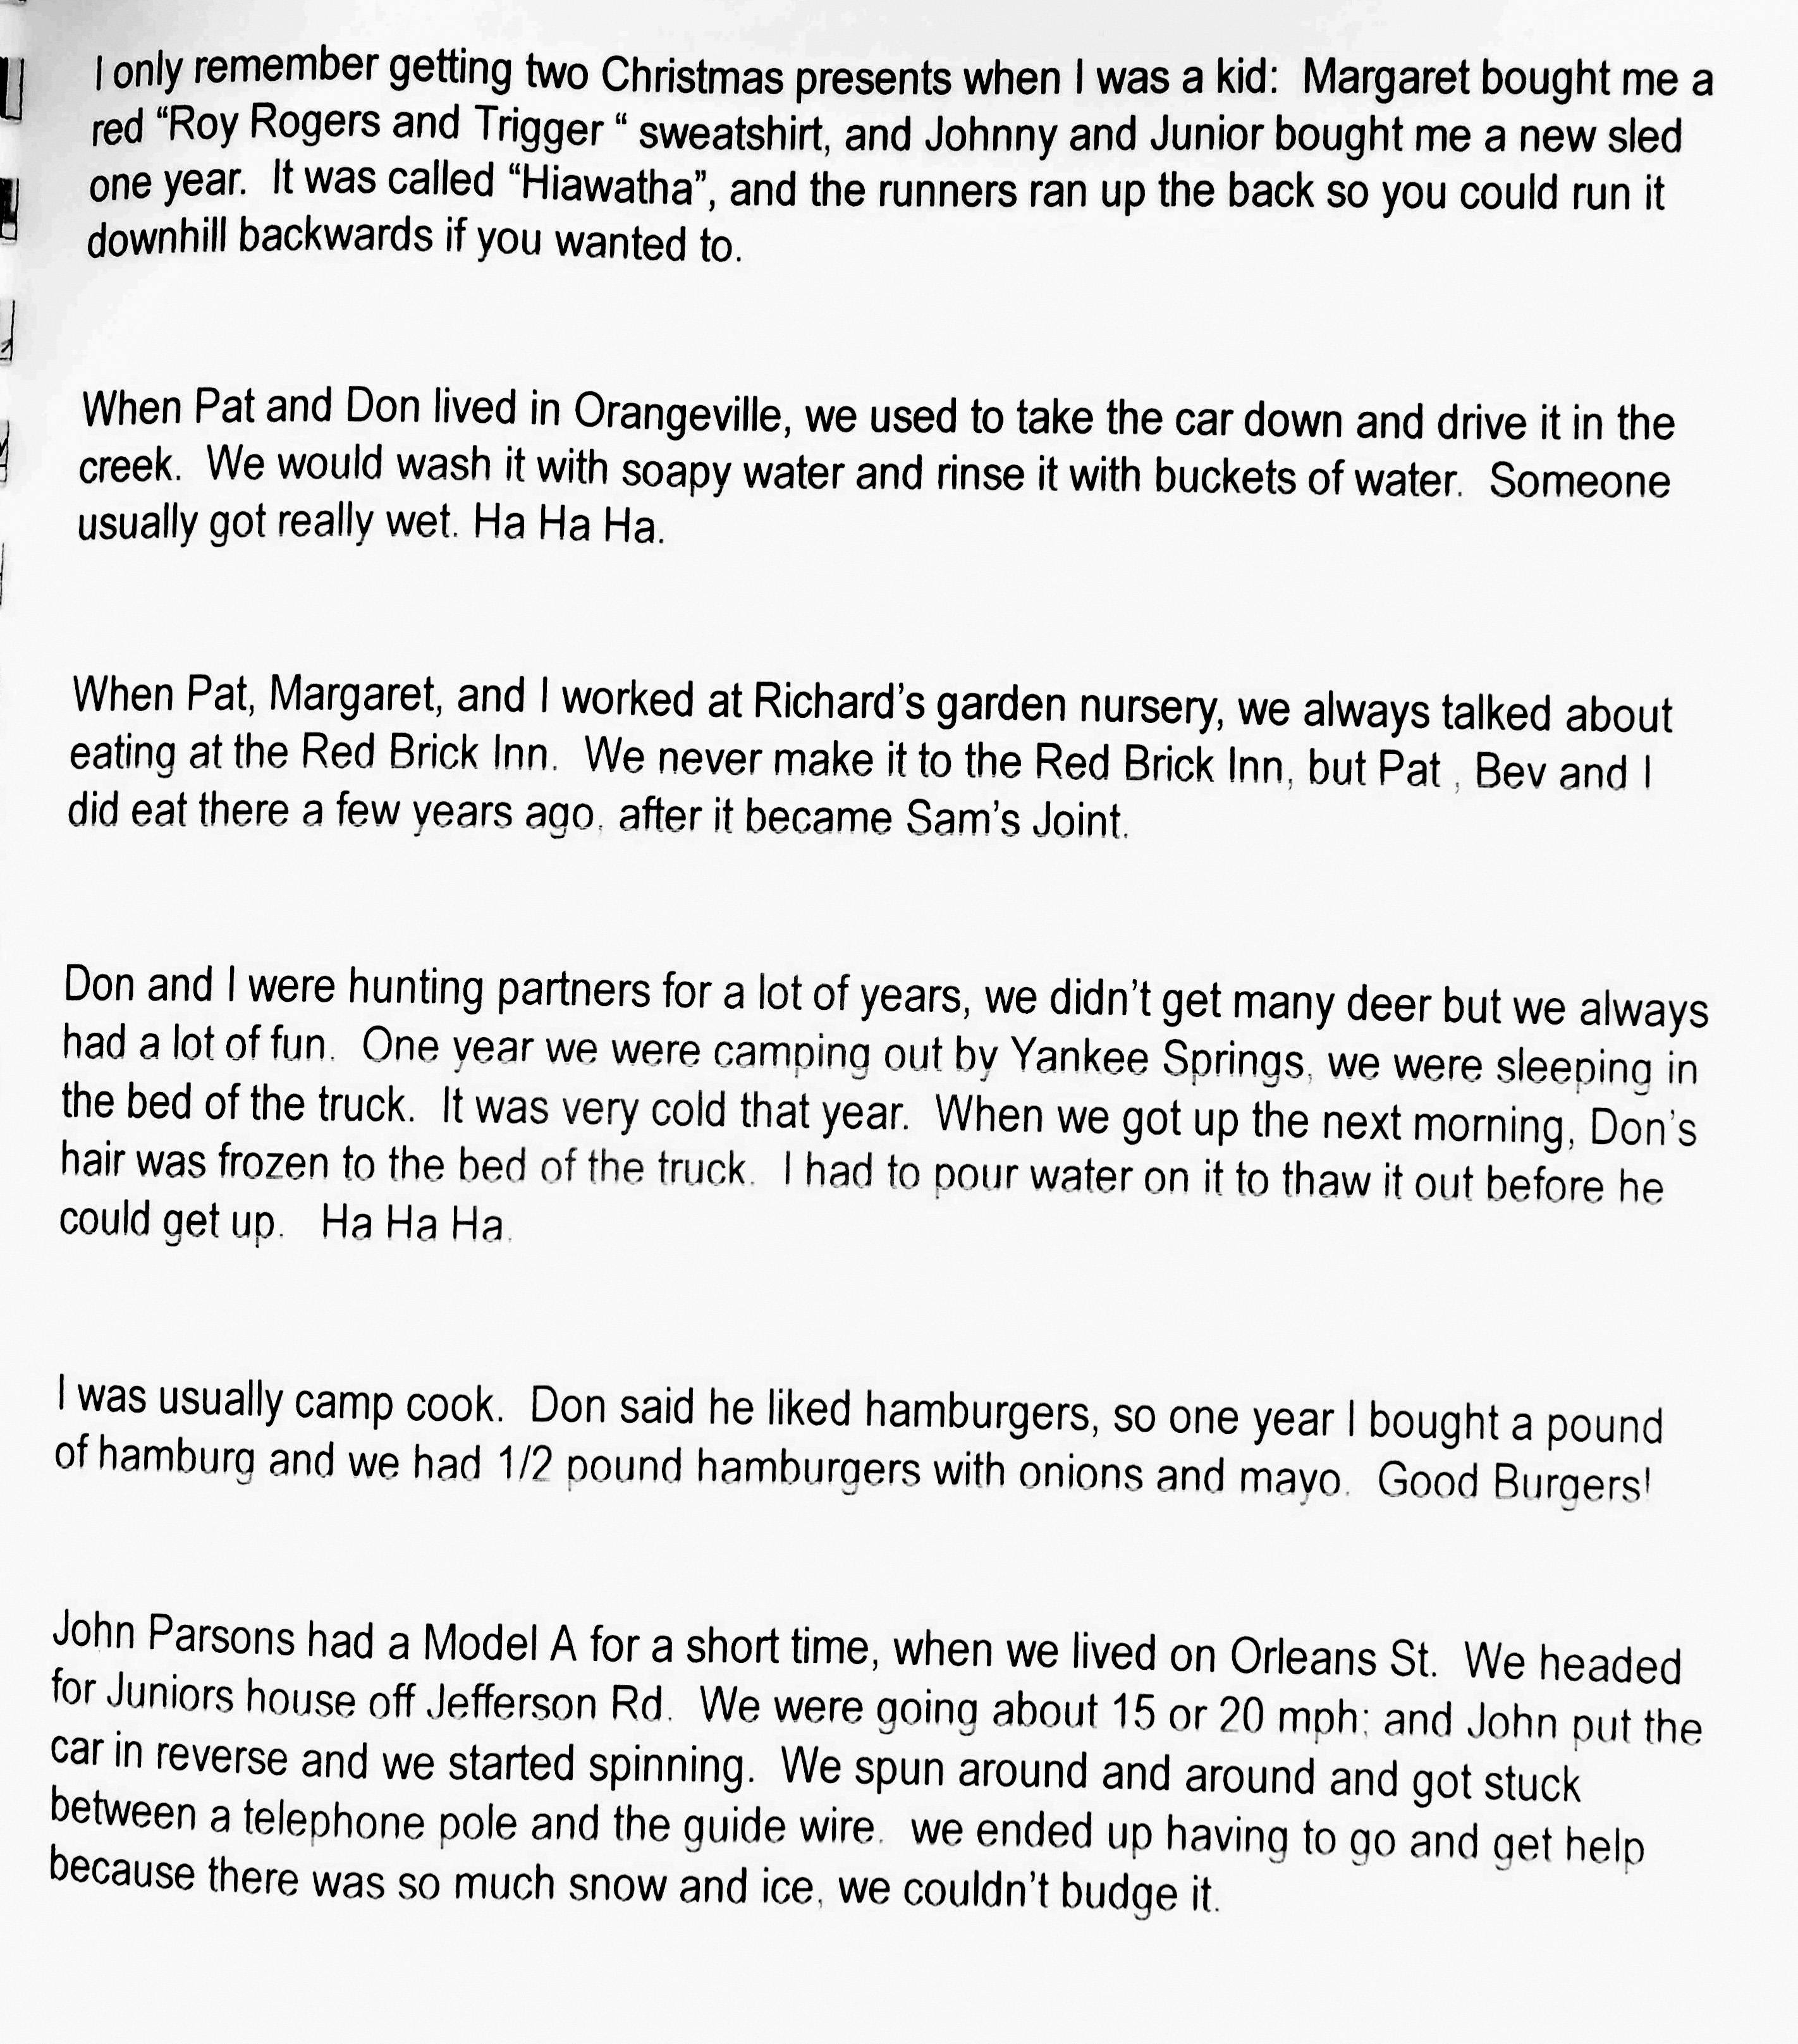 I only remember getting two Christmas presents when I was a kid:  Margaret bought me a
red “Roy Rogers and Trigger “ sweatshirt, and Johnny and Junior bought me a new sled
one year.  It was called “Hiawatha”, and the runners ran up the back so you could run it
downhill backwards if you wanted to.
When Pat and Don lived in Orangeville, we used to take the car down and drive it in the
creek.  We would wash it with soapy water and rinse it with buckets of water.  Someone
usually got really wet. Ha Ha Ha.
When Pat, Margaret, and I worked at Richard’s garden nursery, we always talked about
eating at the Red Brick Inn.  We never make it to the Red Brick Inn, but Pat , Bev and I
did eat there a few years ago, after it became Sam’s Joint.
Don and I were hunting partners for a lot of years, we didn’t get many deer but we always
had a lot of fun.  One year we were camping out by Yankee Springs, we were sleeping in
the bed of the truck.  It was very cold that year.  When we got up the next morning, Don’s
hair was frozen to the bed of the truck.  I had to pour water on it to thaw it out before he
could get up.   Ha Ha Ha.
I was usually camp cook.  Don said he liked hamburgers, so one year I bought a pound
of hamburg and we had 1/2 pound hamburgers with onions and mayo.  Good Burgers!
John Parsons had a Model A for a short time, when we lived on Orleans St.  We headed
for Juniors house off Jefferson Rd.  We were going about 15 or 20 mph; and John put the
car in reverse and we started spinning.  We spun around and around and got stuck
between a telephone pole and the guide wire.  we ended up having to go and get help
because there was so much snow and ice, we couldn’t budge it.